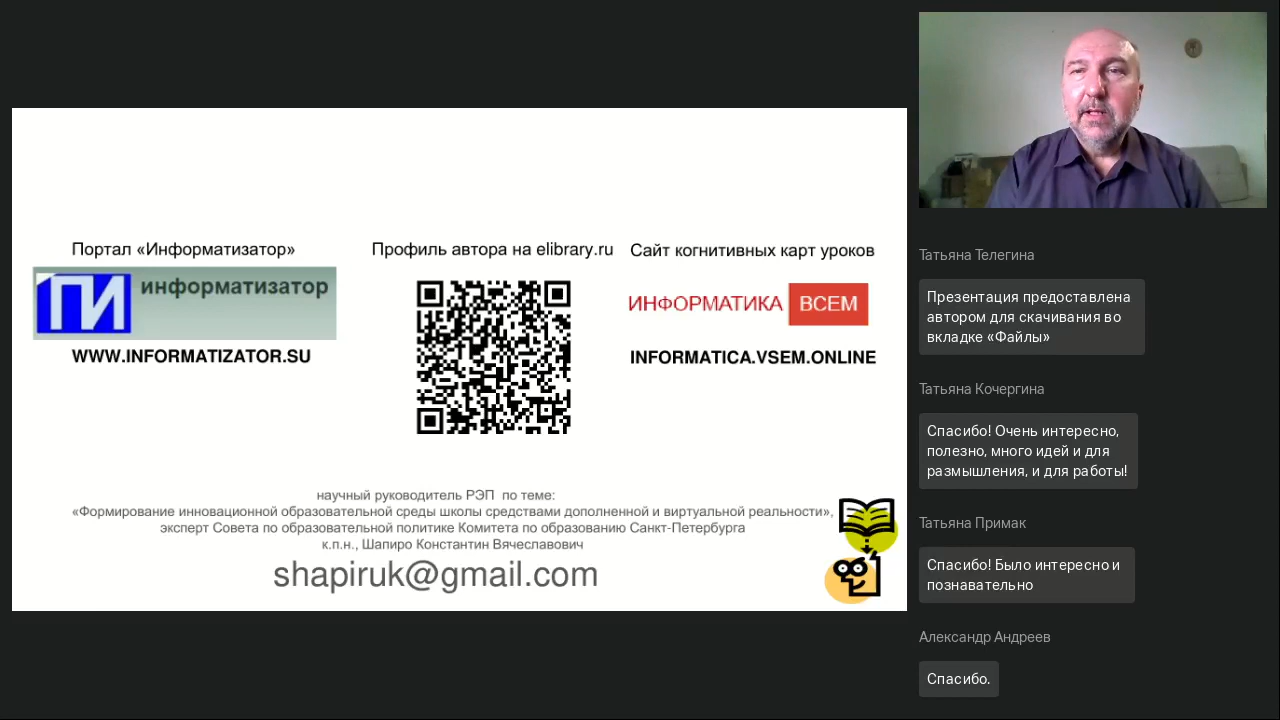 Портал «Информатизатор»
ПИ информатизатор
WWW.INFORMATIZATOR.SU
Профиль автора на elibrary.ru
Сайт когнитивных карт уроков
ИНФОРМАТИКА ВСЕМ
INFORMATICA.VSEM.ONLINE
научный руководитель РЭП по теме:
«Формирование инновационной образовательной среды школы средствами дополненной и виртуальной реальности»,
эксперт Совета по образовательной политике Комитета по образованию Санкт-Петербурга
к.п.н., Шапиро Константин Вячеславович
shapiruk@gmail.com
Татьяна Телегина
Презентация предоставлена
автором для скачивания во
вкладке «Файлы»
Татьяна Кочергина
Спасибо! Очень интересно,
полезно, много идей и для
размышления, и для работы!
Татьяна Примак
Спасибо! Было интересно и
познавательно
Александр Андреев
Спасибо.